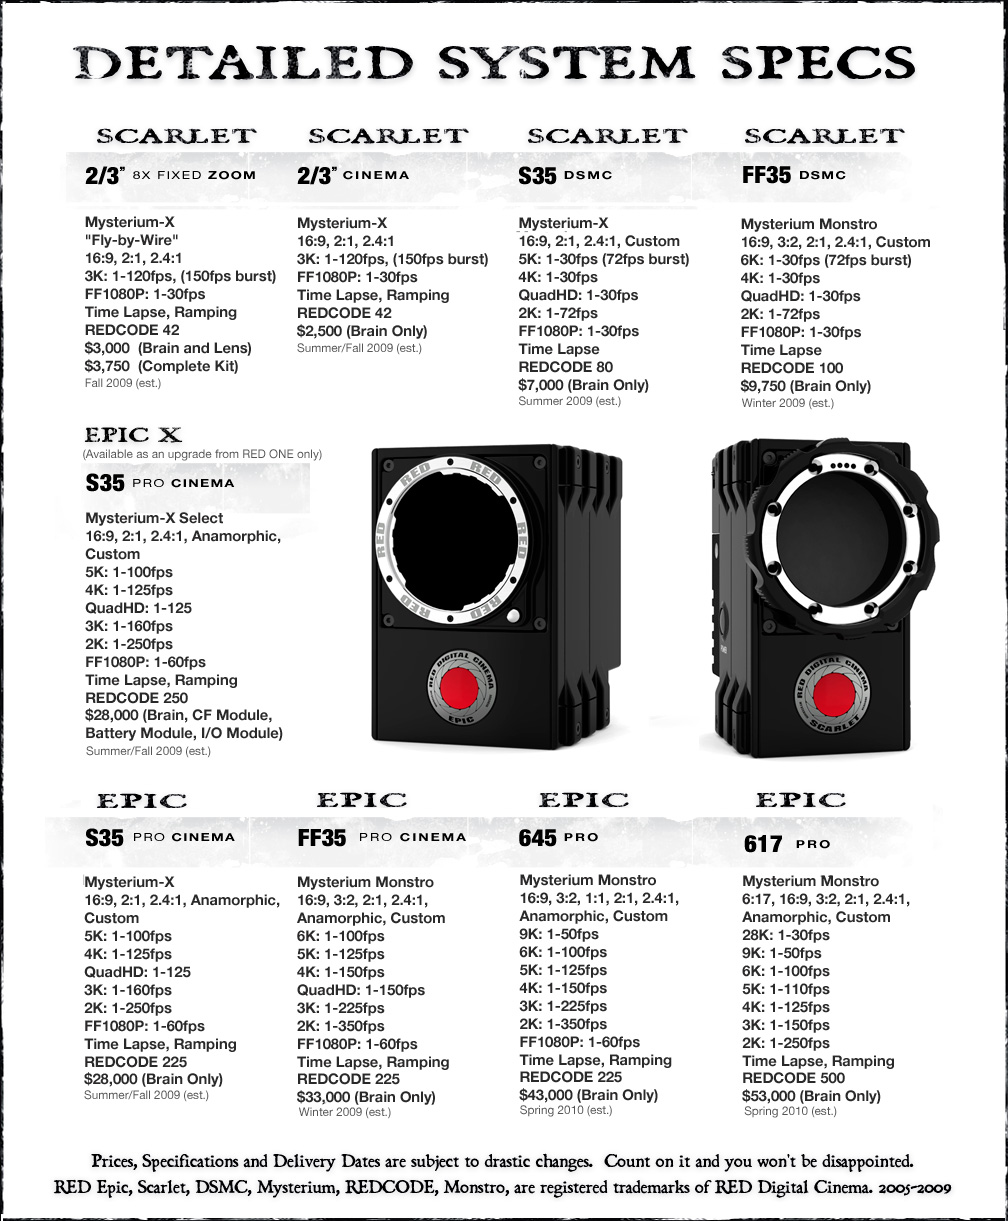 DETAILED SYSTEM SPECS
SCARLET
2/3" 8X FIXED ZOOM
Mysterium-X
"Fly-by-Wire"
16:9, 2:1, 2.4:1
3K: 1-120fps, (150fps burst)
FF1080P: 1-30fps
Time Lapse, Ramping
REDCODE 42
$3,000 (Brain and Lens)
$3,750 (Complete Kit)
Fall 2009 (est.)
SCARLET
2/3" CINEMA
Mysterium-X
16:9, 2:1, 2.4:1
3K: 1-120fps, (150fps burst)
FF1080P: 1-30fps
Time Lapse, Ramping
REDCODE 42
$2,500 (Brain Only)
Summer/Fall 2009 (est.)
SCARLET
S35 DSMC
Mysterium-X
16:9, 2:1, 2.4:1, Custom
5K: 1-30fps (72fps burst)
4K: 1-30fps
QuadHD: 1-30fps
2K: 1-72fps
FF1080P: 1-30fps
Time Lapse
REDCODE 80
$7,000 (Brain Only)
Summer 2009 (est.)
SCARLET
FF35 DSMC
Mysterium Monstro
16:9, 3:2, 2:1, 2.4:1, Custom
6K: 1-30fps (72fps burst)
4K: 1-30fps
QuadHD: 1-30fps
2K: 1-72fps
FF1080P: 1-30fps
Time Lapse
REDCODE 100
$9,750 (Brain Only)
Winter 2009 (est.)
EPIC X
(Available as an upgrade from RED ONE only)
S35 PRO CINEMA
Mysterium-X Select
16:9, 2:1, 2.4:1, Anamorphic,
Custom
5K: 1-100fps
4K: 1-125fps
QuadHD: 1-125
3K: 1-160fps
2K: 1-250fps
FF1080P: 1-60fps
Time Lapse, Ramping
REDCODE 250
$28,000 (Brain, CF Module,
Battery Module, I/O Module)
Summer/Fall 2009 (est.)
RED
RED
RED
RED
RED
RED
RED DIGITAL CINEMA
EPIC
RED DIGITAL CINEMA
SCARLET
EPIC
S35 PRO CINEMA
Mysterium-X
16:9, 2:1, 2.4:1, Anamorphic,
Custom
5K: 1-100fps
4K: 1-125fps
QuadHD: 1-125
3K: 1-160fps
2K: 1-250fps
FF1080P: 1-60fps
Time Lapse, Ramping
REDCODE 225
$28,000 (Brain Only)
Summer/Fall 2009 (est.)
EPIC
FF35 PRO CINEMA
Mysterium Monstro
16:9, 3:2, 2:1, 2.4:1,
Anamorphic, Custom
6K: 1-100fps
5K: 1-125fps
4K: 1-150fps
QuadHD: 1-150fps
3K: 1-225fps
2K: 1-350fps
FF1080P: 1-60fps
Time Lapse, Ramping
REDCODE 225
$33,000 (Brain Only)
Winter 2009 (est.)
EPIC
645 PRO
Mysterium Monstro
16:9, 3:2, 1:1, 2:1, 2.4:1,
Anamorphic, Custom
9K: 1-50fps
6K: 1-100fps
5K: 1-125fps
4K: 1-150fps
3K: 1-225fps
2K: 1-350fps
FF1080P: 1-60fps
Time Lapse, Ramping
REDCODE 225
$43,000 (Brain Only)
Spring 2010 (est.)
EPIC
617 PRO
Mysterium Monstro
6:17, 16:9, 3:2, 2:1, 2.4:1,
Anamorphic, Custom
28K: 1-30fps
9K: 1-50fps
6K: 1-100fps
5K: 1-110fps
4K: 1-125fps
3K: 1-150fps
2K: 1-250fps
Time Lapse, Ramping
REDCODE 500
$53,000 (Brain Only)
Spring 2010 (est.)
Prices, Specifications and Delivery Dates are subject to drastic changes. Count on it and you won't be disappointed.
RED Epic, Scarlet, DSMC, Mysterium, REDCODE, Monstro, are registered trademarks of RED Digital Cinema. 2005-2009